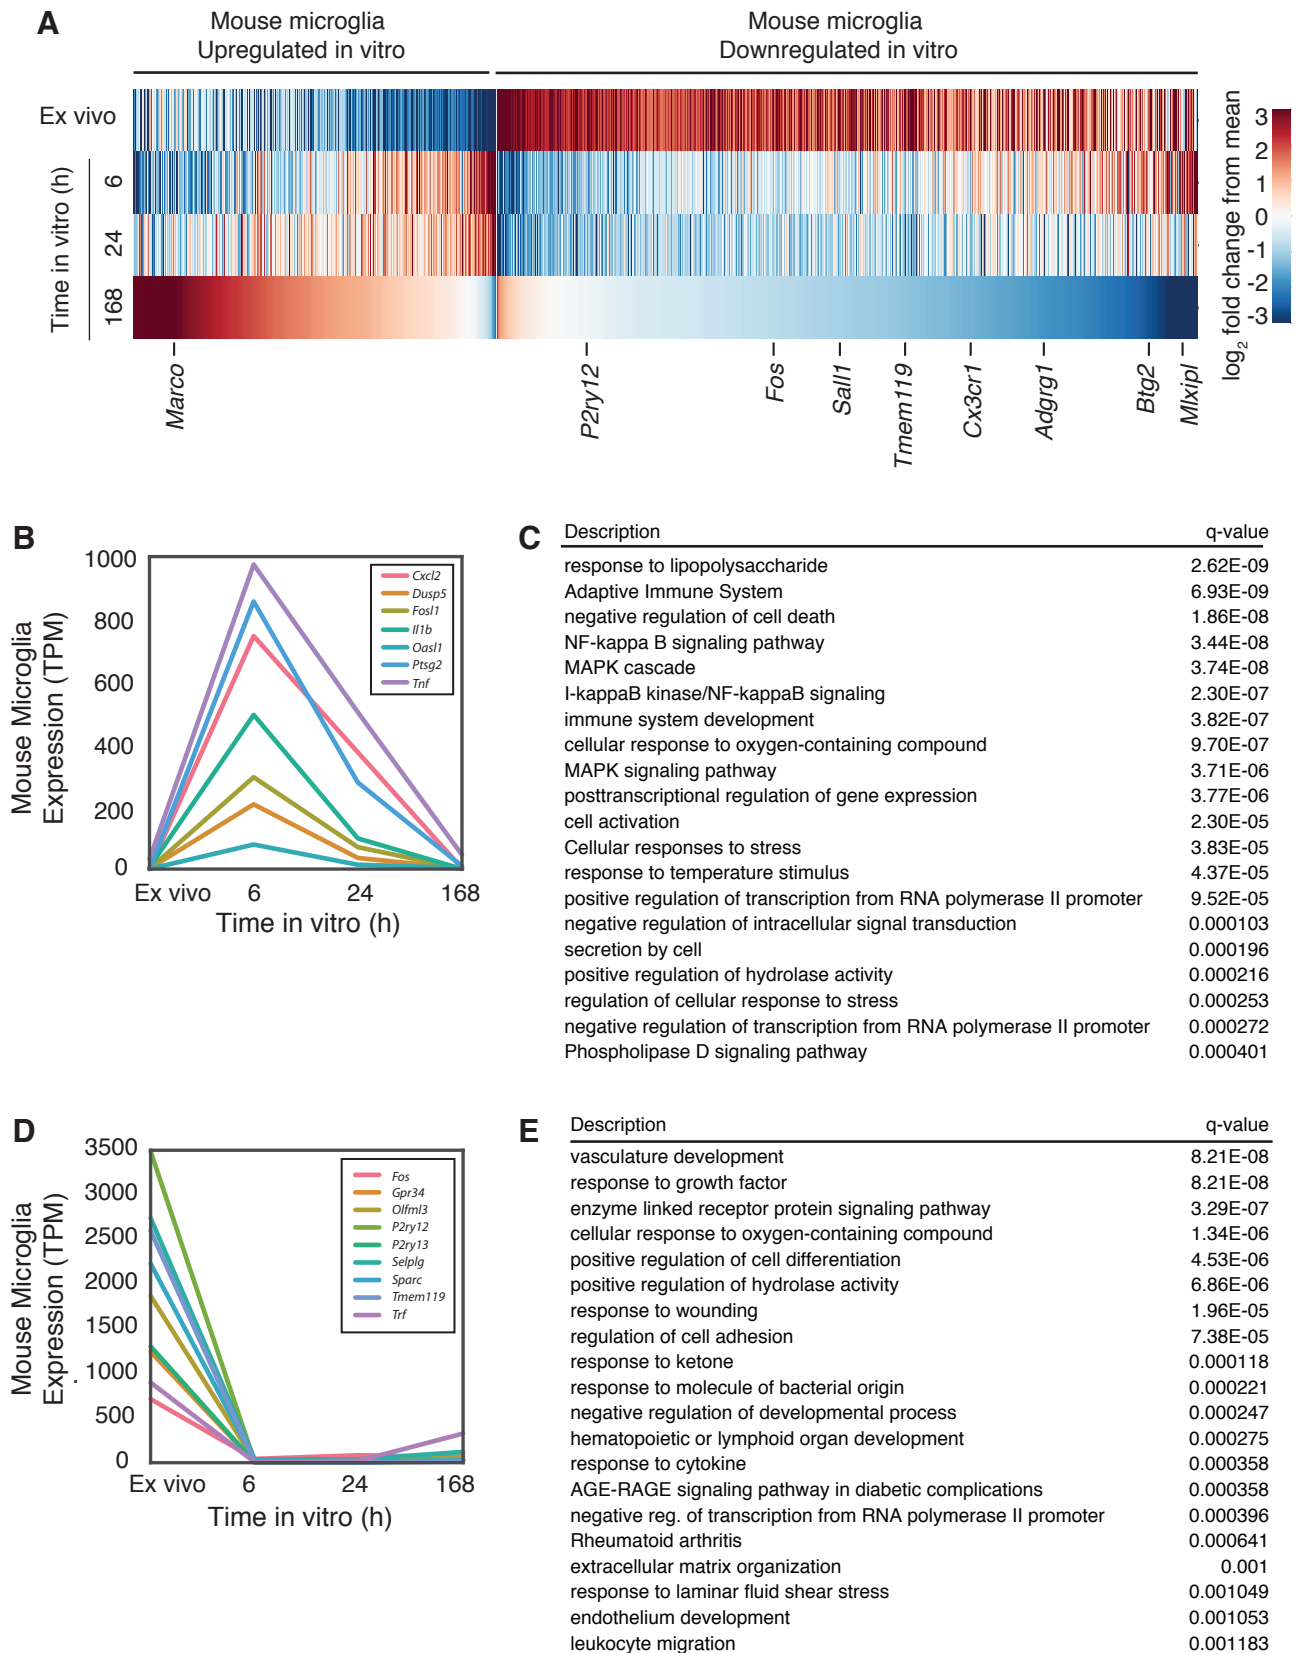 A
Mouse microglia
Upregulated in vitro
Mouse microglia
Downregulated in vitro
Ex vivo
Time in vitro (h)
6
24
168
log2 fold change from mean
3
2
1
0
-1
-2
-3
Marco
P2ry12
Fos
Sall1
Tmem119
Cx3cr1
Adgrg1
Btg2
Mlxipl
B
Mouse Microglia
Expression (TPM)
1000
800
600
400
200
0
Cxcl2
Dusp5
Fosl1
Il1b
Oasl1
Ptsg2
Tnf
Ex vivo 6 24 168
Time in vitro (h)
C
Description q-value
response to lipopolysaccharide 2.62E-09
Adaptive Immune System 6.93E-09
negative regulation of cell death 1.86E-08
NF-kappa B signaling pathway 3.44E-08
MAPK cascade 3.74E-08
I-kappaB kinase/NF-kappaB signaling 2.30E-07
immune system development 3.82E-07
cellular response to oxygen-containing compound 9.70E-07
MAPK signaling pathway 3.71E-06
posttranscriptional regulation of gene expression 3.77E-06
cell activation 2.30E-05
Cellular responses to stress 3.83E-05
response to temperature stimulus 4.37E-05
positive regulation of transcription from RNA polymerase II promoter 9.52E-05
negative regulation of intracellular signal transduction 0.000103
secretion by cell 0.000196
positive regulation of hydrolase activity 0.000216
regulation of cellular response to stress 0.000253
negative regulation of transcription from RNA polymerase II promoter 0.000272
Phospholipase D signaling pathway 0.000401
D
Mouse Microglia
Expression (TPM)
3500
3000
2500
2000
1500
1000
500
0
Fos
Gpr34
Olfml3
P2ry12
P2ry13
Selplg
Sparc
Tmem119
Trf
Ex vivo 6 24 168
Time in vitro (h)
E
Description q-value
vasculature development 8.21E-08
response to growth factor 8.21E-08
enzyme linked receptor protein signaling pathway 3.29E-07
cellular response to oxygen-containing compound 1.34E-06
positive regulation of cell differentiation 4.53E-06
positive regulation of hydrolase activity 6.86E-06
response to wounding 1.96E-05
regulation of cell adhesion 7.38E-05
response to ketone 0.000118
response to molecule of bacterial origin 0.000221
negative regulation of developmental process 0.000247
hematopoietic or lymphoid organ development 0.000275
response to cytokine 0.000358
AGE-RAGE signaling pathway in diabetic complications 0.000358
negative reg. of transcription from RNA polymerase II promoter 0.000396
Rheumatoid arthritis 0.000641
extracellular matrix organization 0.001
response to laminar fluid shear stress 0.001049
endothelium development 0.001053
leukocyte migration 0.001183